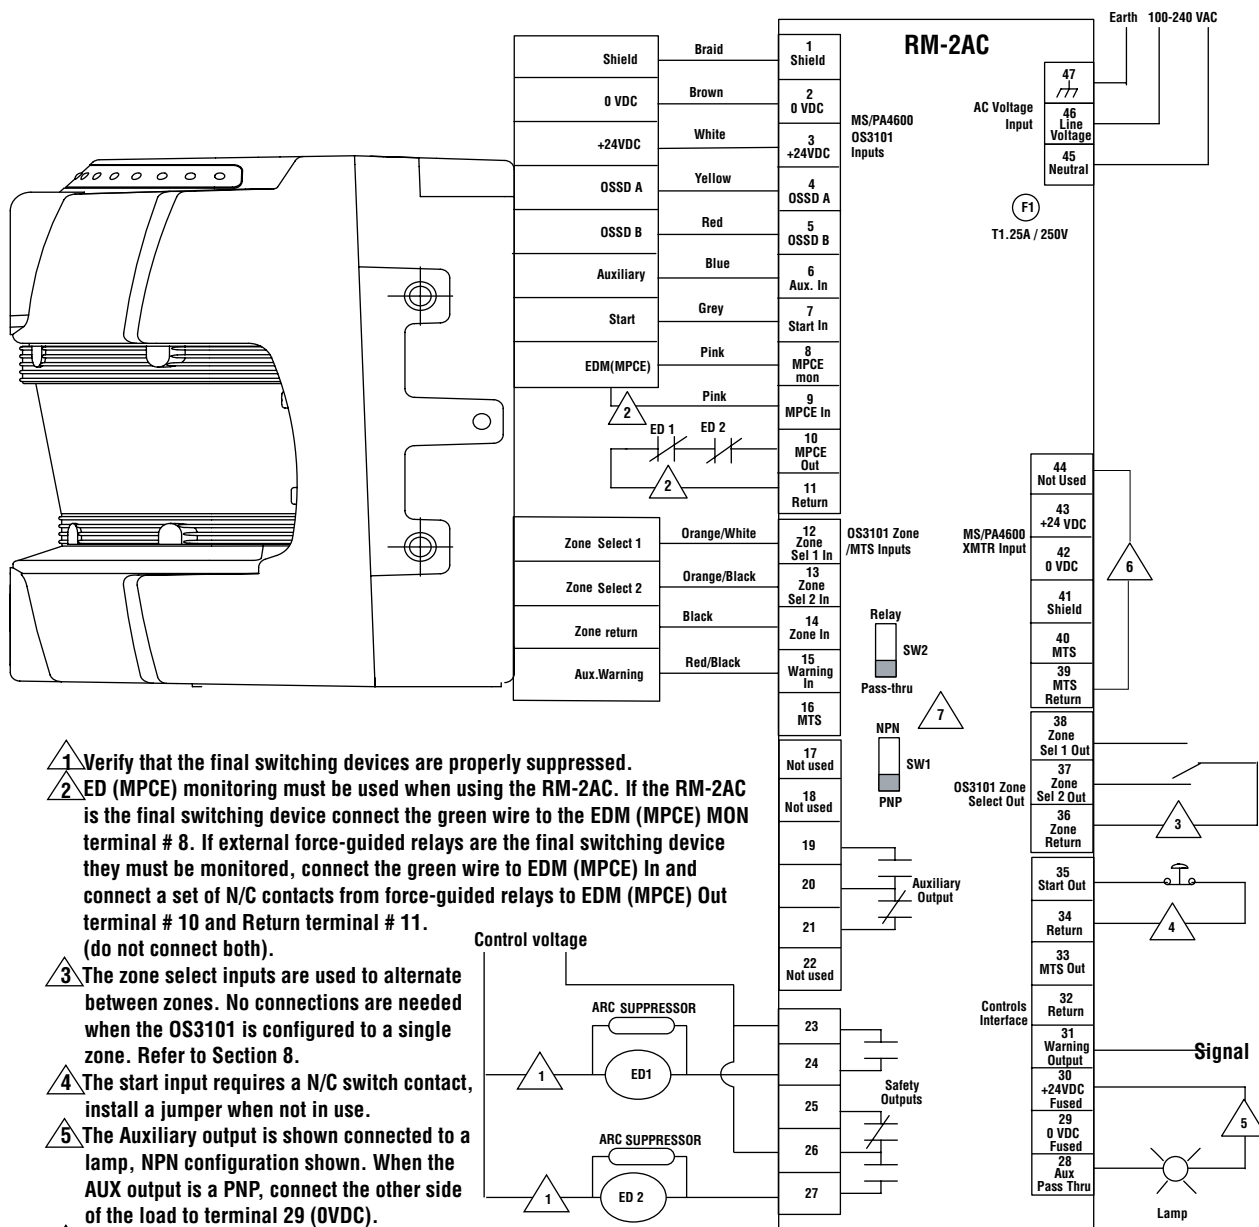 Earth 100-240 VAC
RM-2AC
Shield
Braid
1
Shield
0 VDC
Brown
2
0 VDC
+24VDC
White
3
+24VDC
OSSD A
Yellow
4
OSSD A
OSSD B
Red
5
OSSD B
Auxiliary
Blue
6
Aux. In
Start
Grey
7
Start In
EDM(MPCE)
Pink
8
MPCE
mon
Pink
9
MPCE In
2
ED 1
ED 2
10
MPCE
Out
2
11
Return
MS/PA4600
OS3101
Inputs
AC Voltage
Input
47
46
Line
Voltage
45
Neutral
F1
T1.25A / 250V
Zone Select 1
Orange/White
12
Zone
Sel 1 In
Zone Select 2
Orange/Black
13
Zone
Sel 2 In
Zone return
Black
14
Zone In
Aux.Warning
Red/Black
15
Warning
In
16
MTS
OS3101 Zone
/MTS Inputs
Relay
SW2
Pass-thru
7
NPN
SW1
PNP
MS/PA4600
XMTR Input
44
Not Used
43
+24 VDC
42
0 VDC
41
Shield
40
MTS
39
MTS
Return
6
OS3101 Zone
Select Out
38
Zone
Sel 1 Out
37
Zone
Sel 2 Out
36
Zone
Return
3
35
Start Out
34
Return
4
33
MTS Out
Controls
Interface
32
Return
31
Warning
Output
Signal
30
+24VDC
Fused
29
0 VDC
Fused
5
28
Aux
Pass Thru
Lamp
17
Not used
18
Not used
19
20
21
22
Not used
Auxiliary
Output
23
24
25
26
27
Safety
Outputs
Control voltage
ARC SUPPRESSOR
1
ED1
ARC SUPPRESSOR
1
ED 2
1 Verify that the final switching devices are properly suppressed.
2 ED (MPCE) monitoring must be used when using the RM-2AC. If the RM-2AC
is the final switching device connect the green wire to the EDM (MPCE) MON
terminal # 8. If external force-guided relays are the final switching device
they must be monitored, connect the green wire to EDM (MPCE) In and
connect a set of N/C contacts from force-guided relays to EDM (MPCE) Out
terminal # 10 and Return terminal # 11.
(do not connect both).
3 The zone select inputs are used to alternate
between zones. No connections are needed
when the OS3101 is configured to a single
zone. Refer to Section 8.
4 The start input requires a N/C switch contact,
install a jumper when not in use.
5 The Auxiliary output is shown connected to a
lamp, NPN configuration shown. When the
AUX output is a PNP, connect the other side
of the load to terminal 29 (0VDC).